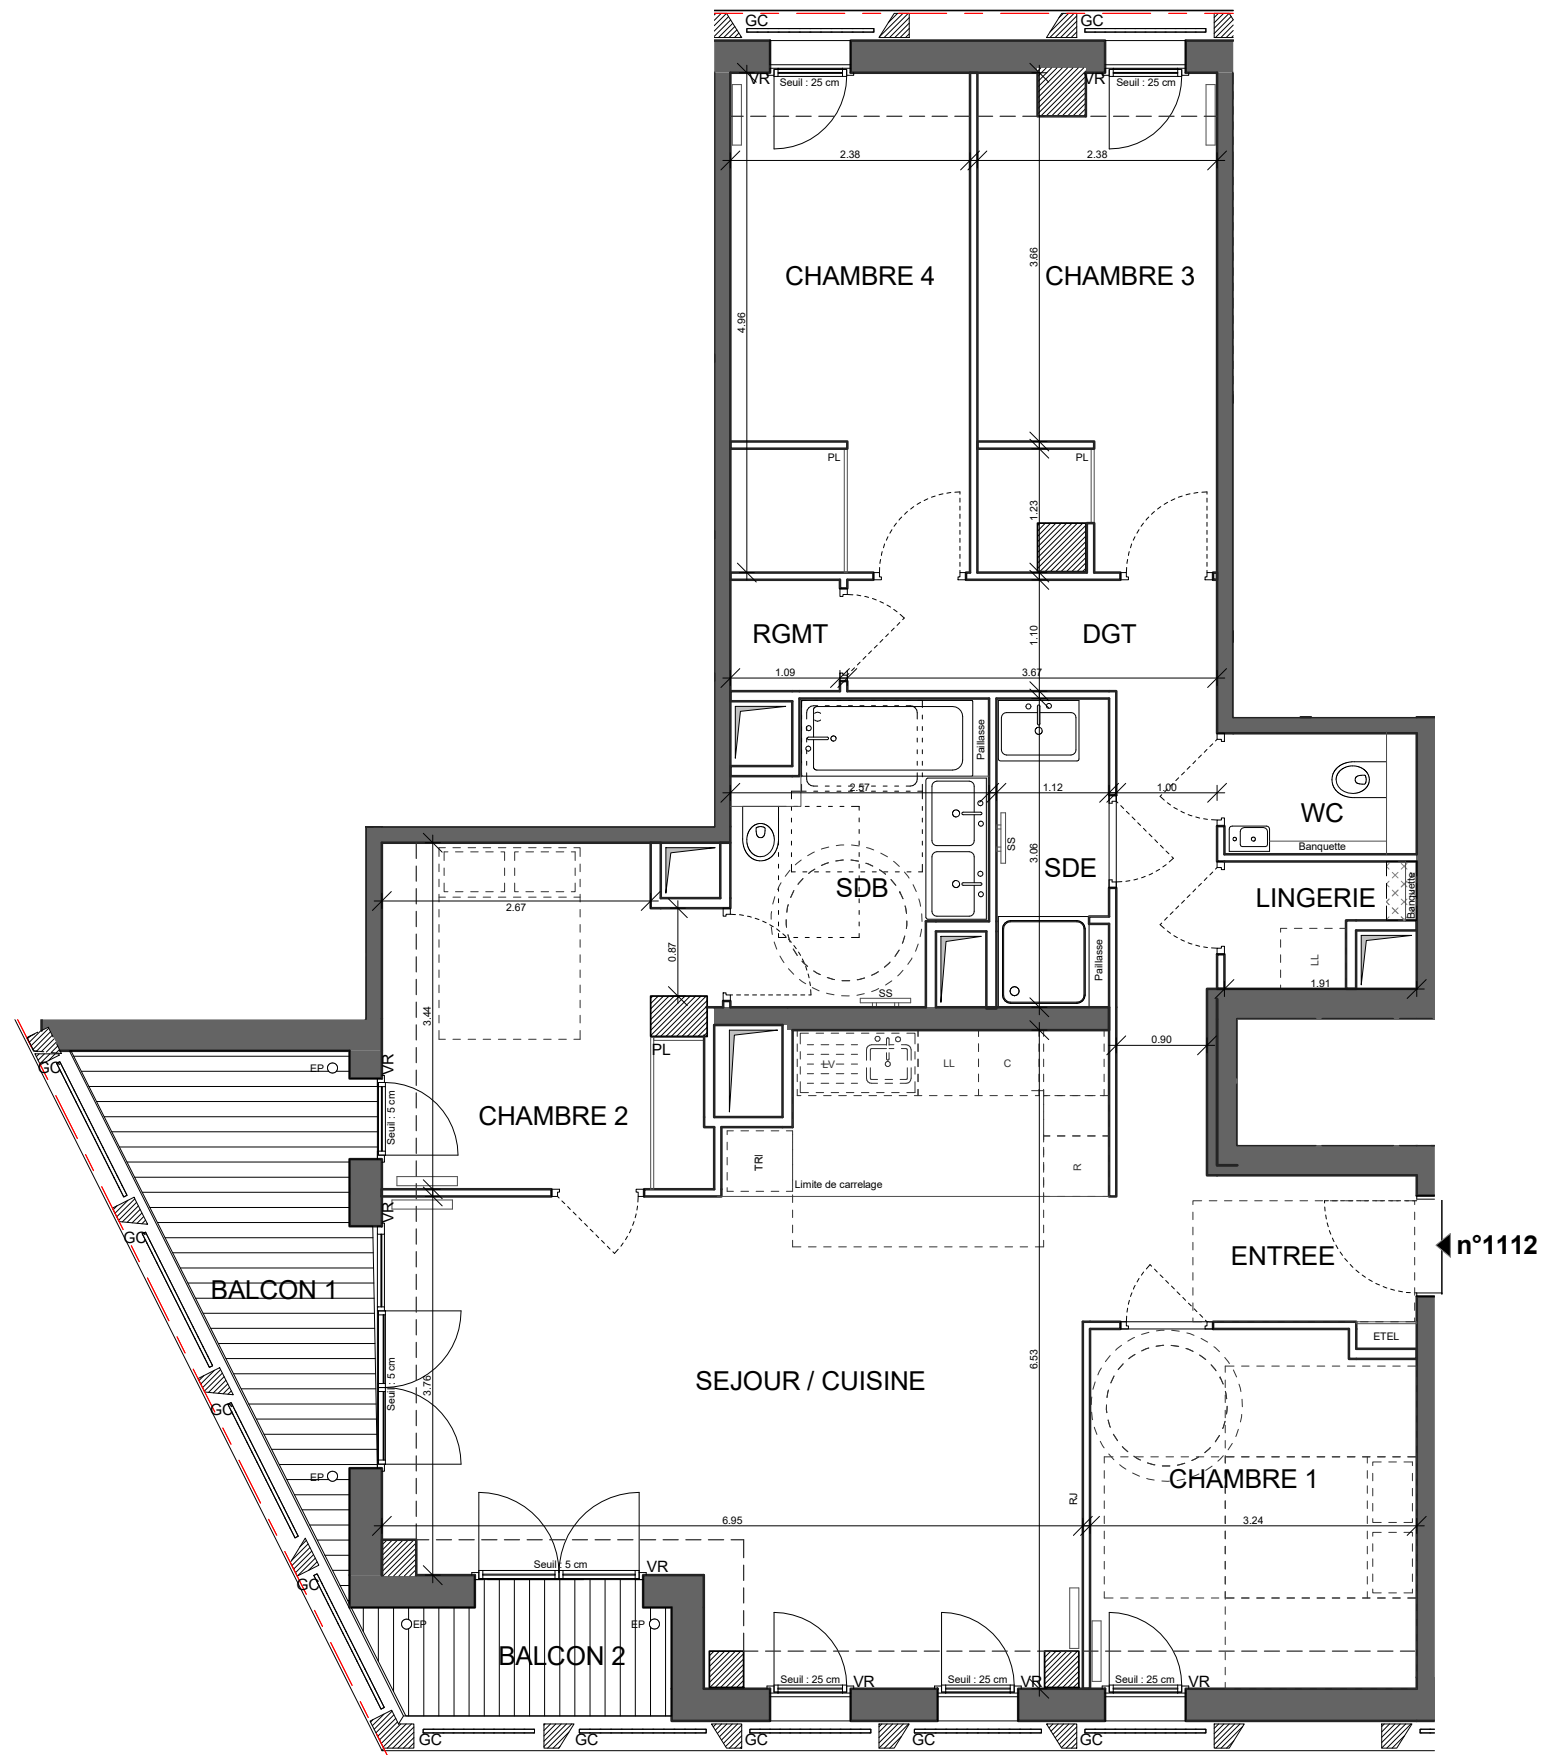 GC
GC
VR
Seuil : 25 cm
VR
Seuil : 25 cm
2.38
2.38
3.66
CHAMBRE 4
CHAMBRE 3
4.96
PL
PL
1.23
RGMT
1.10
DGT
1.09
3.67
C
Paillasse
2.57
1.12
1.00
WC
Banquette
SS
3.06
SDE
SDB
LINGERIE
Banquette
2.67
0.87
Paillasse
LL
1.91
SS
3.44
0.90
PL
LV
LL
C
GC
EP
VR
Seuil : 5 cm
CHAMBRE 2
TRI
R
Limite de carrelage
VR
GC
n°1112
ENTREE
BALCON 1
ETEL
6.53
SEJOUR / CUISINE
3.76
Seuil : 5 cm
GC
EP
CHAMBRE 1
RJ
6.95
3.24
Seuil : 5 cm
VR
GC
EP
EP
BALCON 2
Seuil : 25 cm
VR
Seuil : 25 cm
VR
Seuil : 25 cm
VR
GC
GC
GC
GC
GC